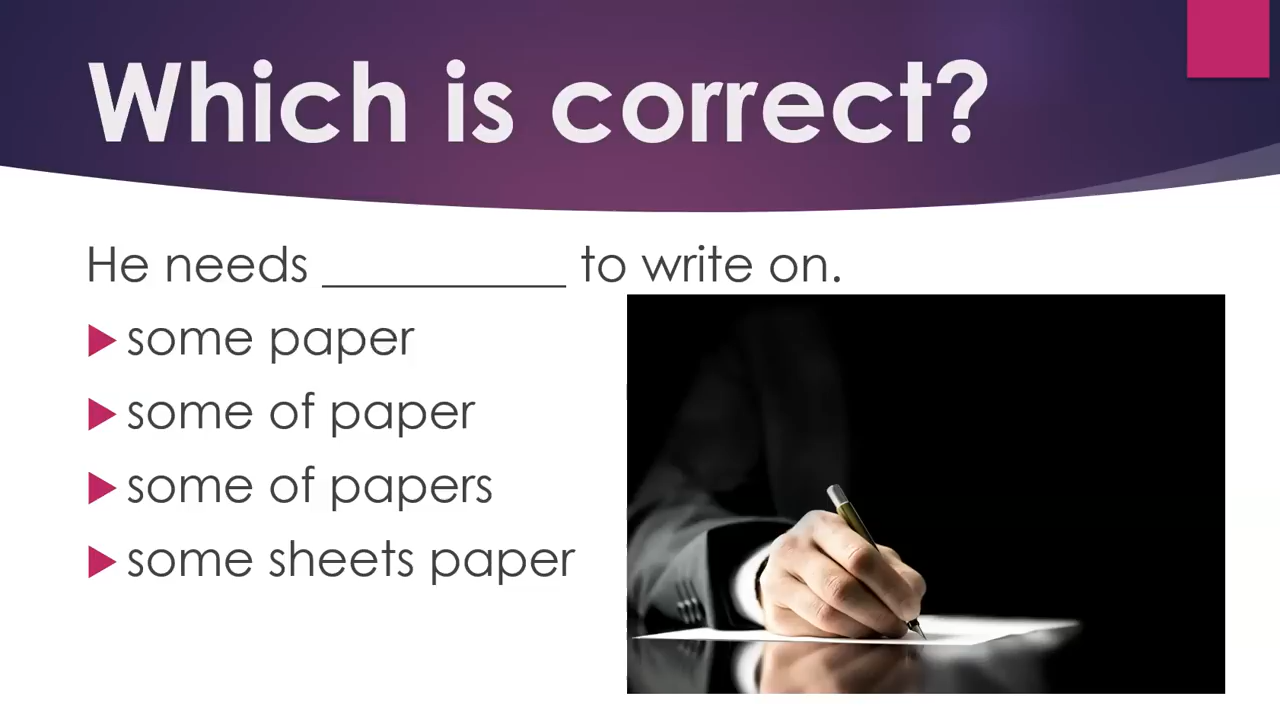 Which is correct?
He needs __________ to write on.
some paper
some of paper
some of papers
some sheets paper